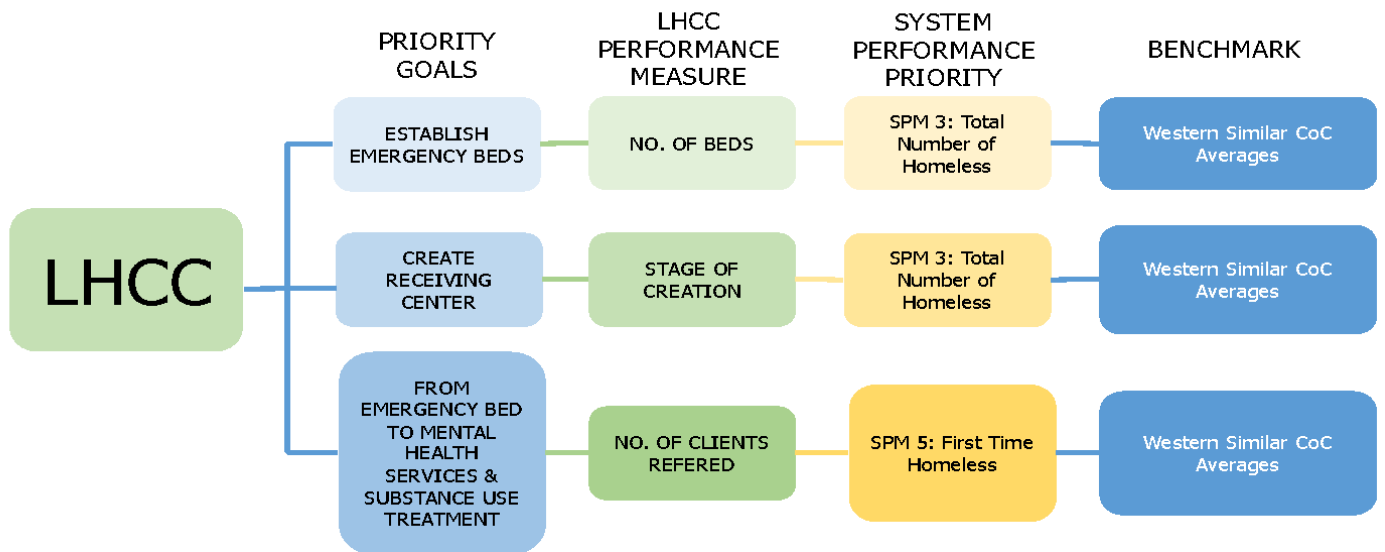 PRIORITY
GOALS
LHCC
PERFORMANCE
MEASURE
SYSTEM
PERFORMANCE
PRIORITY
BENCHMARK
LHCC
ESTABLISH
EMERGENCY BEDS
NO. OF BEDS
SPM 3: Total
Number of
Homeless
Western Similar CoC
Averages
CREATE
RECEIVING
CENTER
STAGE OF
CREATION
SPM 3: Total
Number of
Homeless
Western Similar CoC
Averages
FROM
EMERGENCY BED
TO MENTAL
HEALTH
SERVICES &
SUBSTANCE USE
TREATMENT
NO. OF CLIENTS
REFERED
SPM 5: First Time
Homeless
Western Similar CoC
Averages